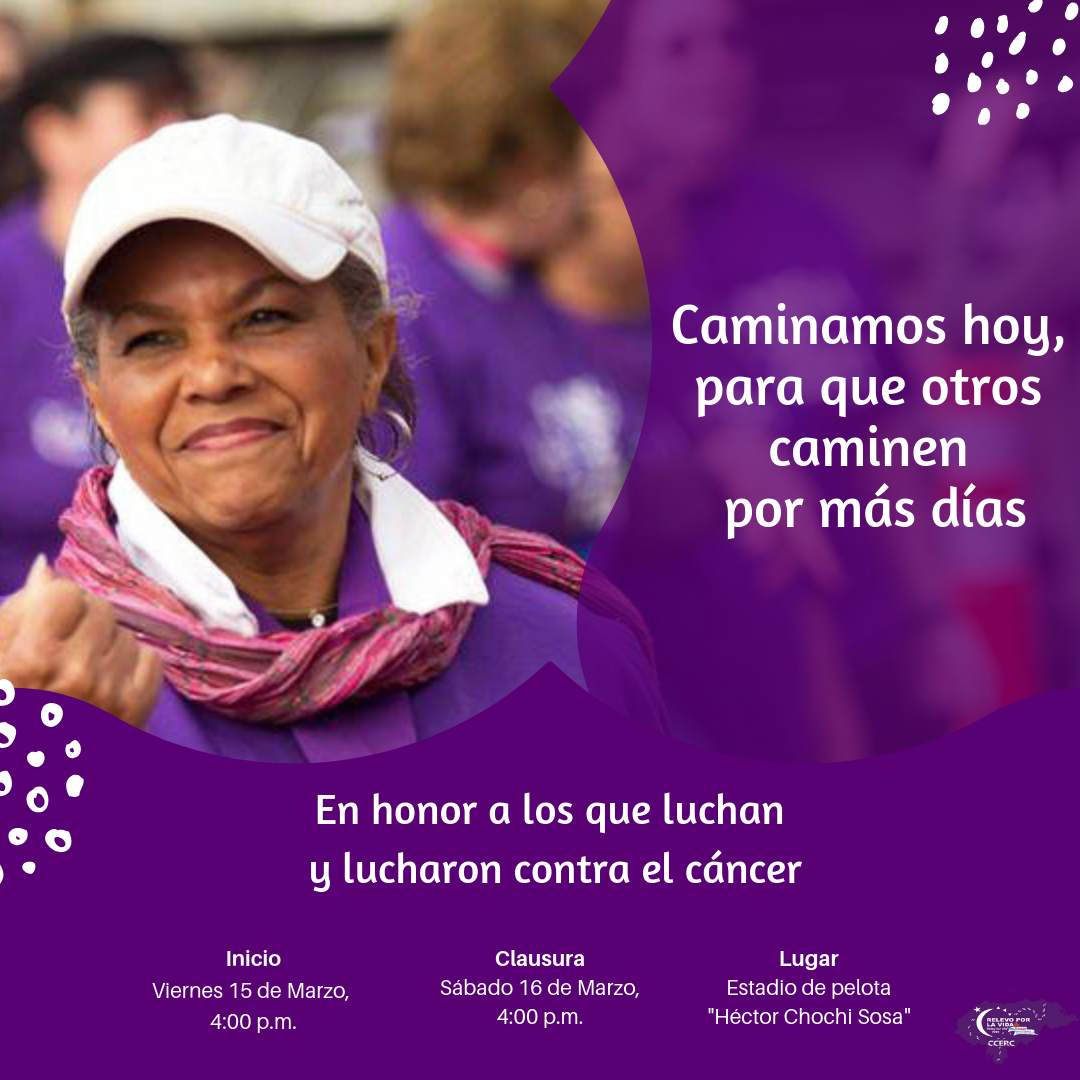 Caminamos hoy,
para que otros
caminen
por más días
En honor a los que luchan
y lucharon contra el cáncer
Inicio
Viernes 15 de Marzo,
4:00 p.m.
Clausura
Sábado 16 de Marzo,
4:00 p.m.
Lugar
Estadio de pelota
"Héctor Chochi Sosa"
RELEVO POR
LA VIDA
CCERC